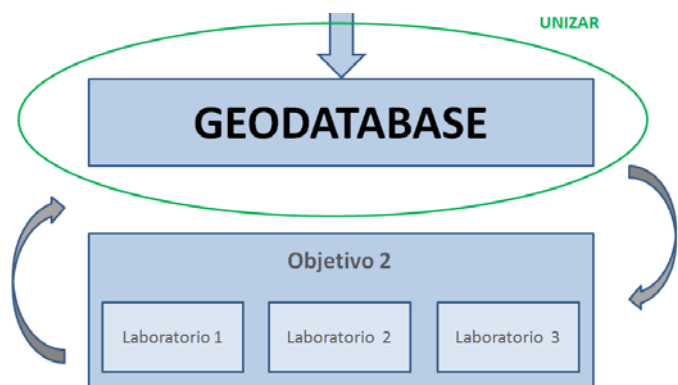 UNIZAR
GEODATABASE
Objetivo 2
Laboratorio 1
Laboratorio 2
Laboratorio 3